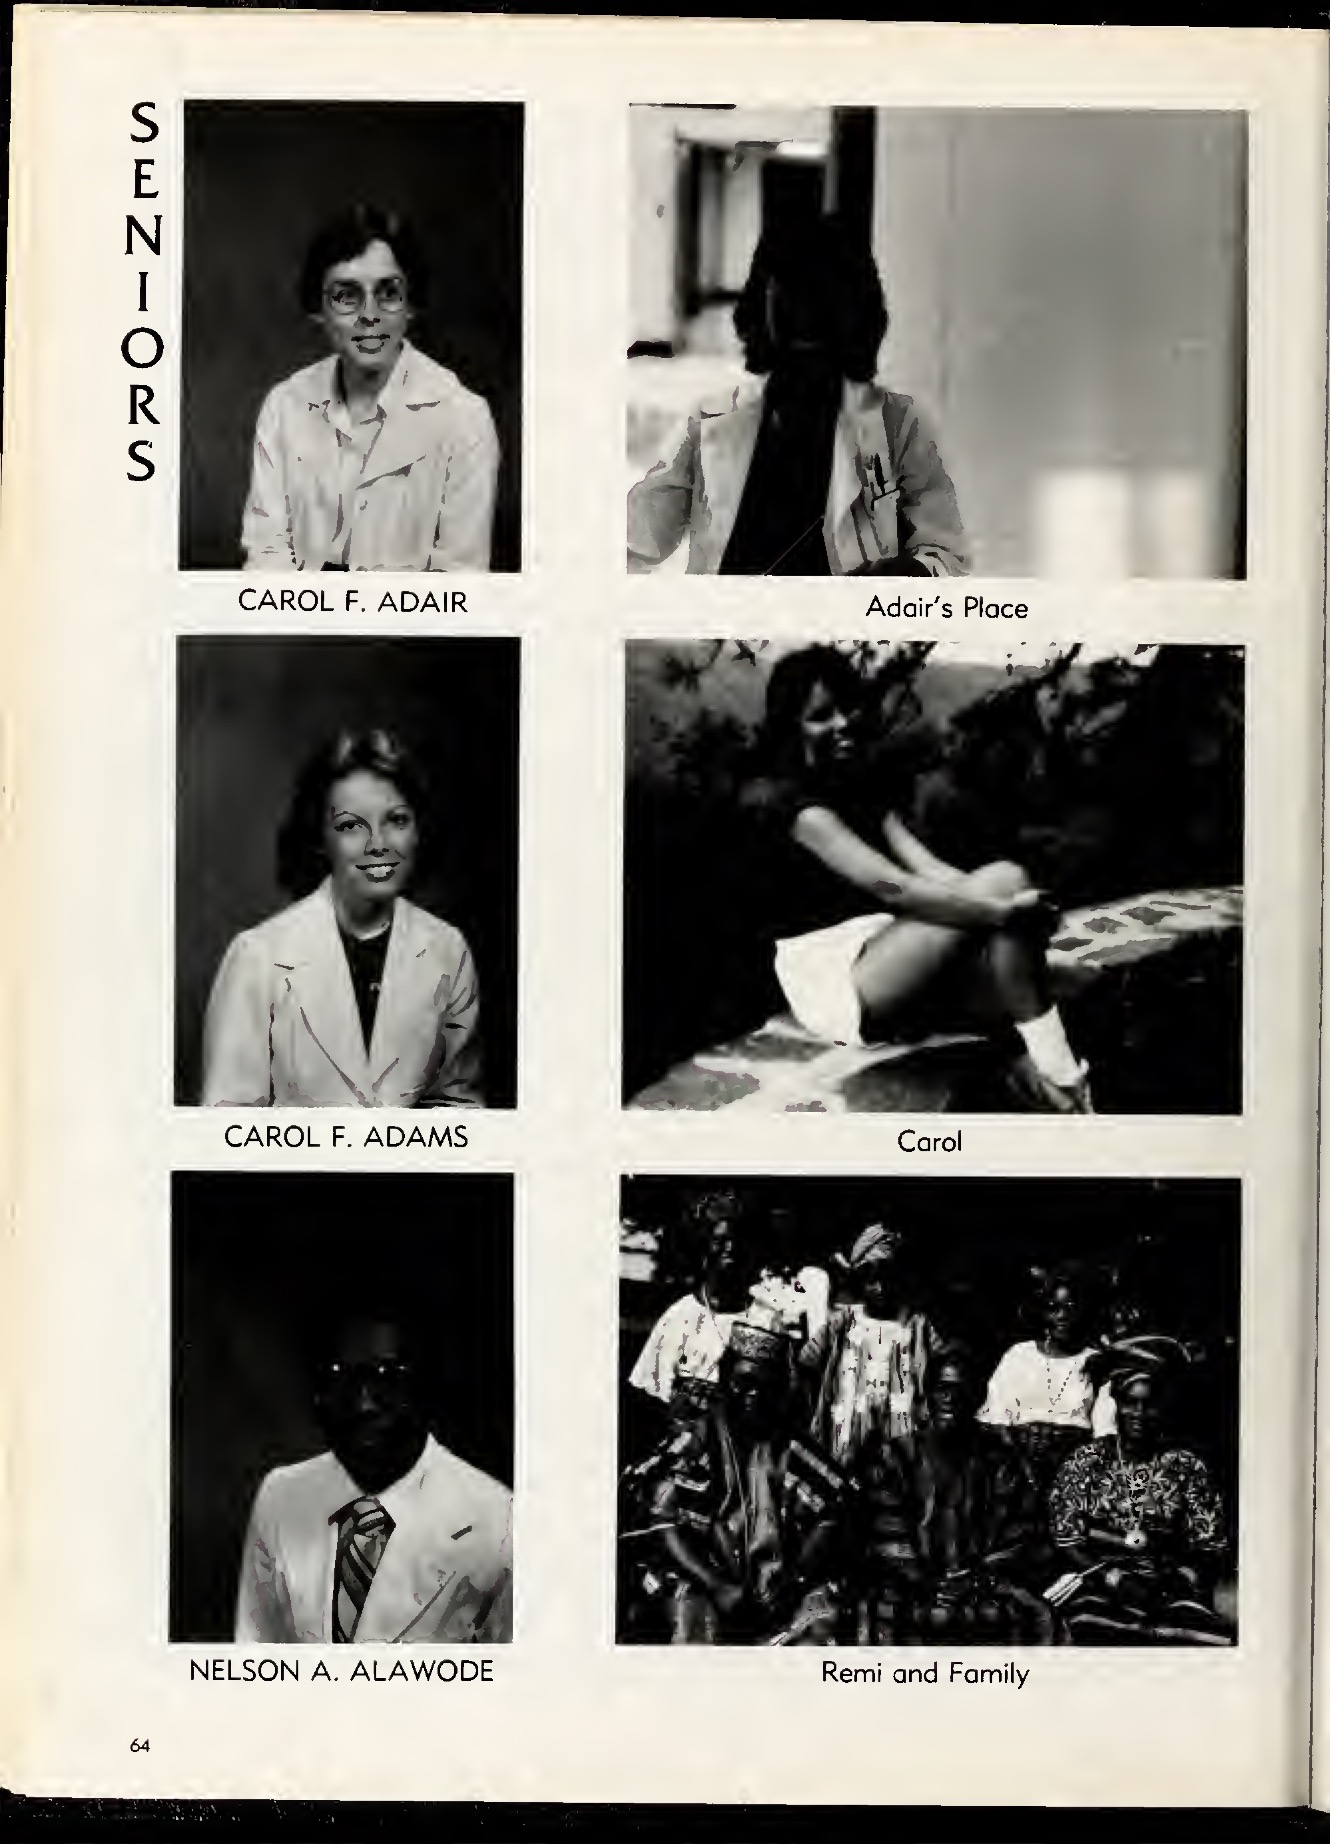 SENIORS
CAROL F. ADAIR
Adair's Place
CAROL F. ADAMS
Carol
NELSON A. ALAWODE
Remi and Family
64